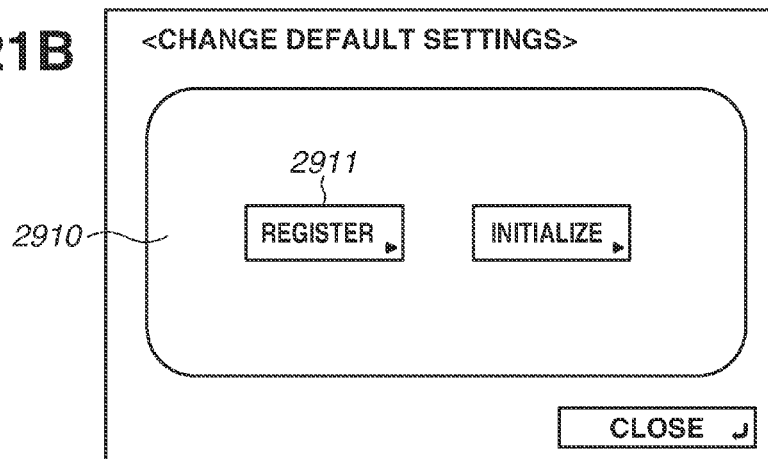 21B
<CHANGE DEFAULT SETTINGS>
2911
2910
REGISTER
INITIALIZE
CLOSE